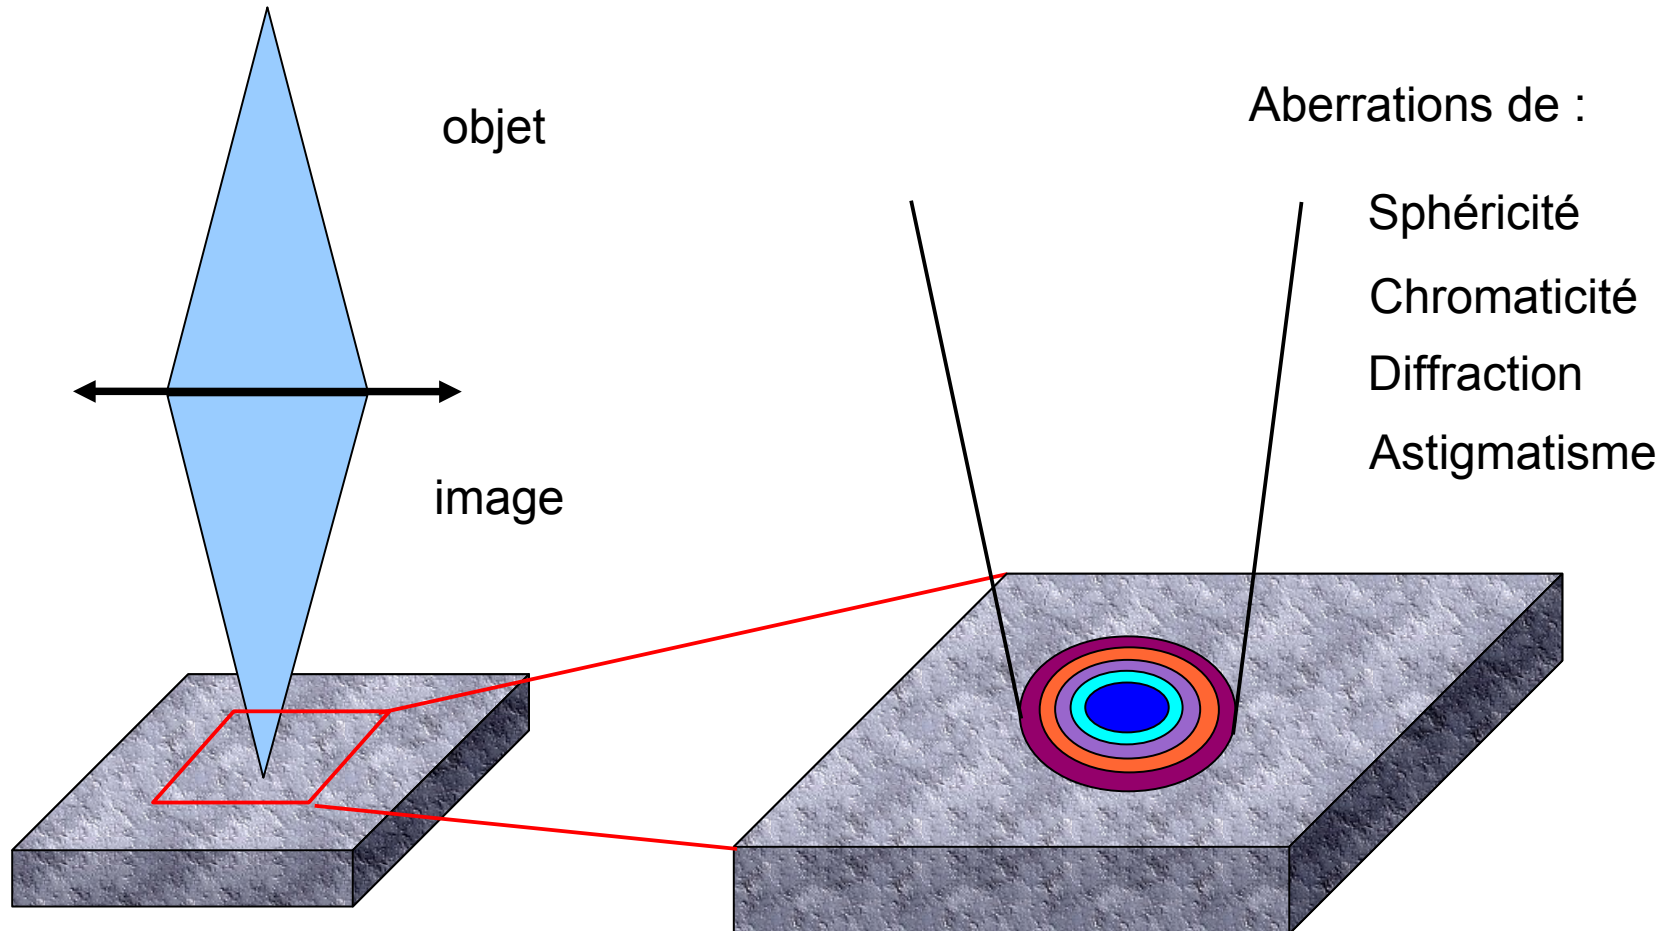 objet
image
Aberrations de :
Sphéricité
Chromaticité
Diffraction
Astigmatisme